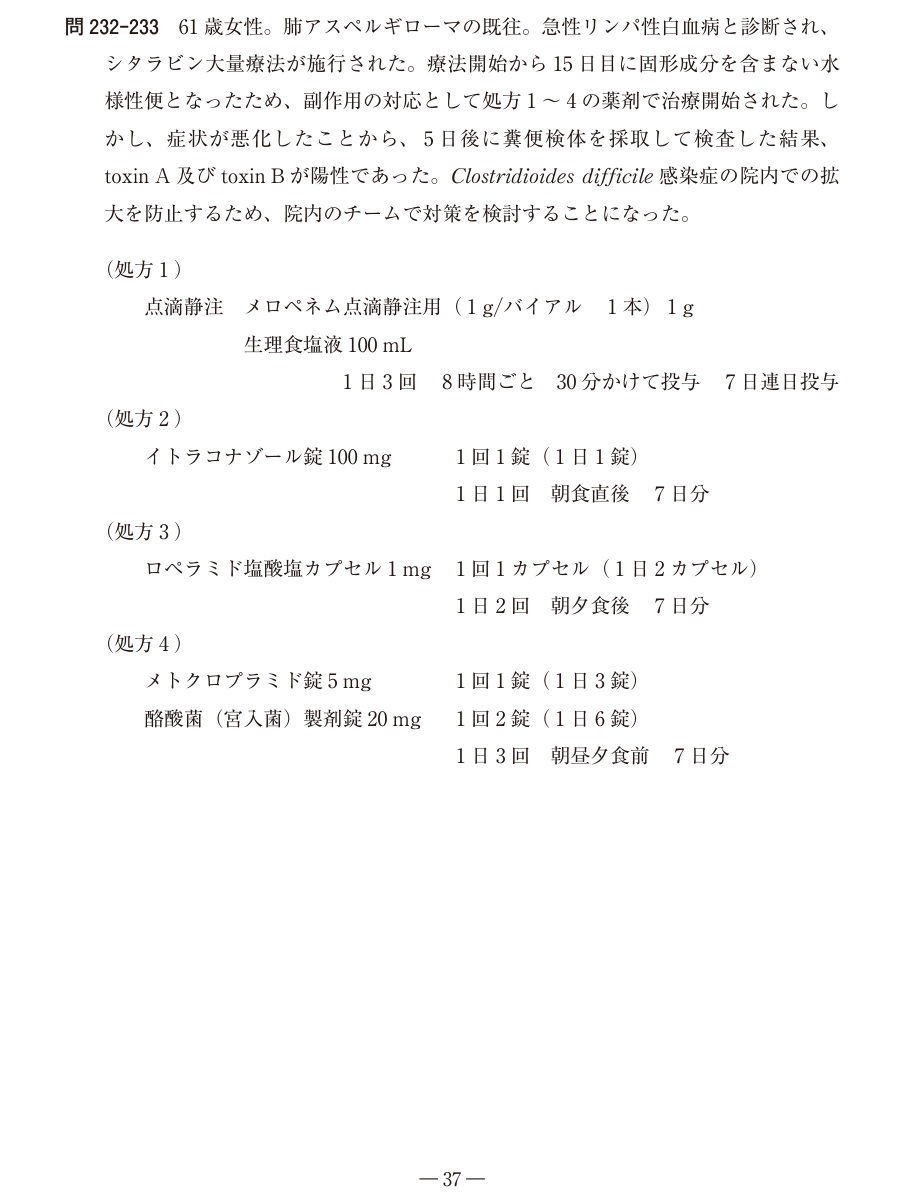 問 232-233 61 歳女性。肺アスペルギローマの既往。急性リンパ性白血病と診断され、
シタラビン大量療法が施行された。療法開始から 15 日目に固形成分を含まない水
様性便となったため、副作用の対応として処方 1 ～ 4 の薬剤で治療開始された。し
かし、症状が悪化したことから、5 日後に糞便検体を採取して検査した結果、
toxin A 及び toxin B が陽性であった。Clostridioides difficile 感染症の院内での拡
大を防止するため、院内のチームで対策を検討することになった。
（処方 1 ）
点滴静注 メロペネム点滴静注用（ 1 g/バイアル 1 本） 1 g
生理食塩液 100 mL
1 日 3 回 8 時間ごと 30 分かけて投与 7 日連日投与
（処方 2 ）
イトラコナゾール錠 100 mg 1 回 1 錠（ 1 日 1 錠）
1 日 1 回 朝食直後 7 日分
（処方 3 ）
ロペラミド塩酸塩カプセル 1 mg 1 回 1 カプセル（ 1 日 2 カプセル）
1 日 2 回 朝夕食後 7 日分
（処方 4 ）
メトクロプラミド錠 5 mg 1 回 1 錠（ 1 日 3 錠）
酪酸菌（宮入菌）製剤錠 20 mg 1 回 2 錠（ 1 日 6 錠）
1 日 3 回 朝昼夕食前 7 日分
— 37 —